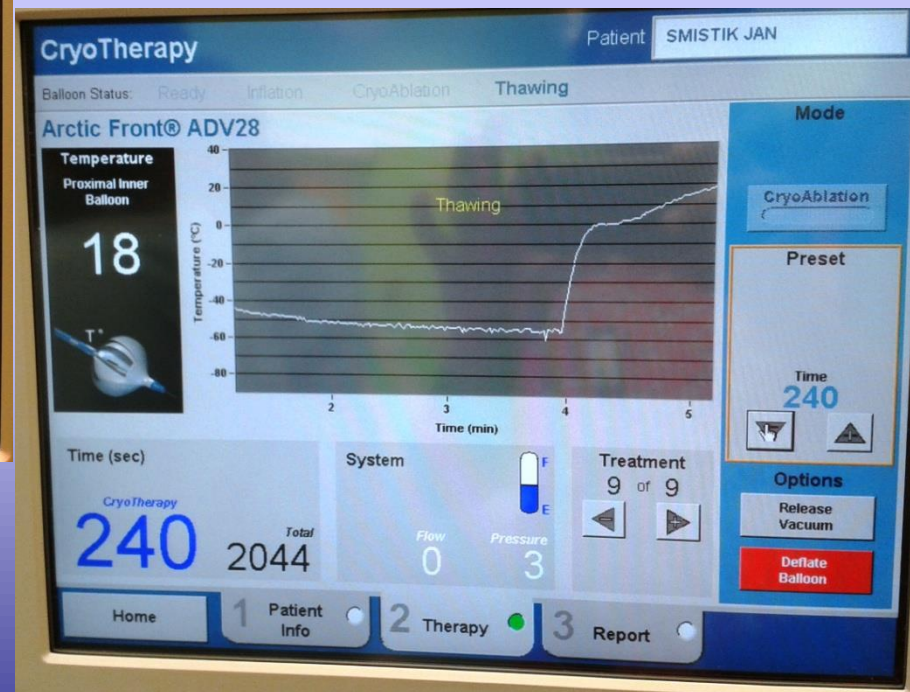 CryoTherapy
Patient SMISTIK JAN
Balloon Status: Ready Inflation CryoAblation Thawing
Arctic Front® ADV28
Temperature
Proximal Inner
Balloon
18
T°
Temperature (°C)
40
20
0
-20
-40
-60
-80
Thawing
2 3 4 5
Time (min)
Mode
CryoAblation
Preset
Time
240
Time (sec)
CryoTherapy
240
Total
2044
System
F
E
Flow
0
Pressure
3
Treatment
9 of 9
Options
Release
Vacuum
Deflate
Balloon
Home
1 Patient
Info
2 Therapy
3 Report